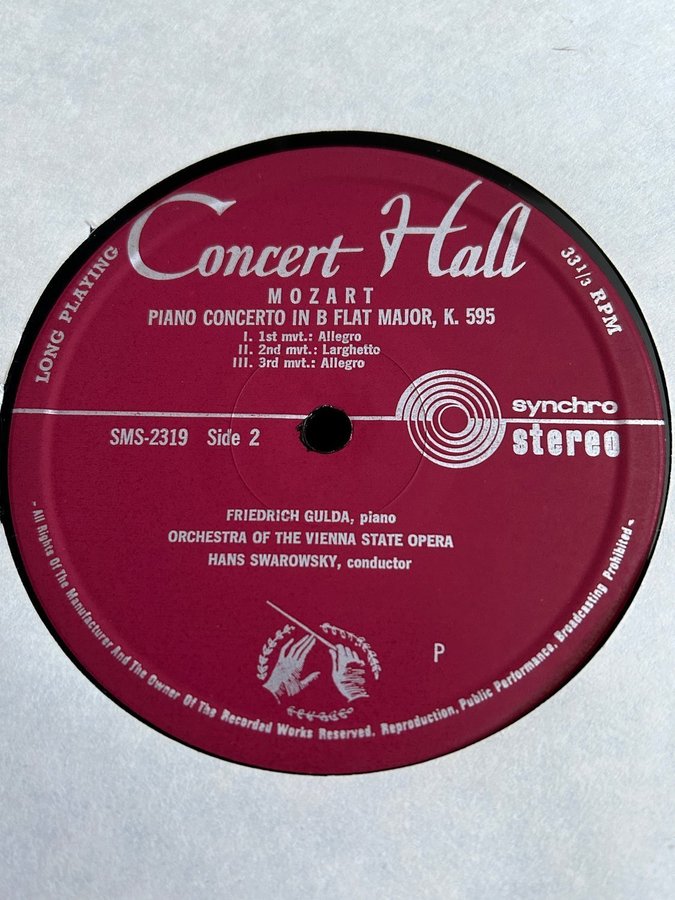 Concert Hall
LONG PLAYING
33 1/3 RPM
MOZART
PIANO CONCERTO IN B FLAT MAJOR, K. 595
I. 1st mvt.: Allegro
II. 2nd mvt.: Larghetto
III. 3rd mvt.: Allegro
synchro
stereo
SMS-2319 Side 2
FRIEDRICH GULDA, piano
ORCHESTRA OF THE VIENNA STATE OPERA
HANS SWAROWSKY, conductor
P
- All Rights Of The Manufacturer And The Owner Of The Recorded Works Reserved. Reproduction, Public Performance, Broadcasting Prohibited -